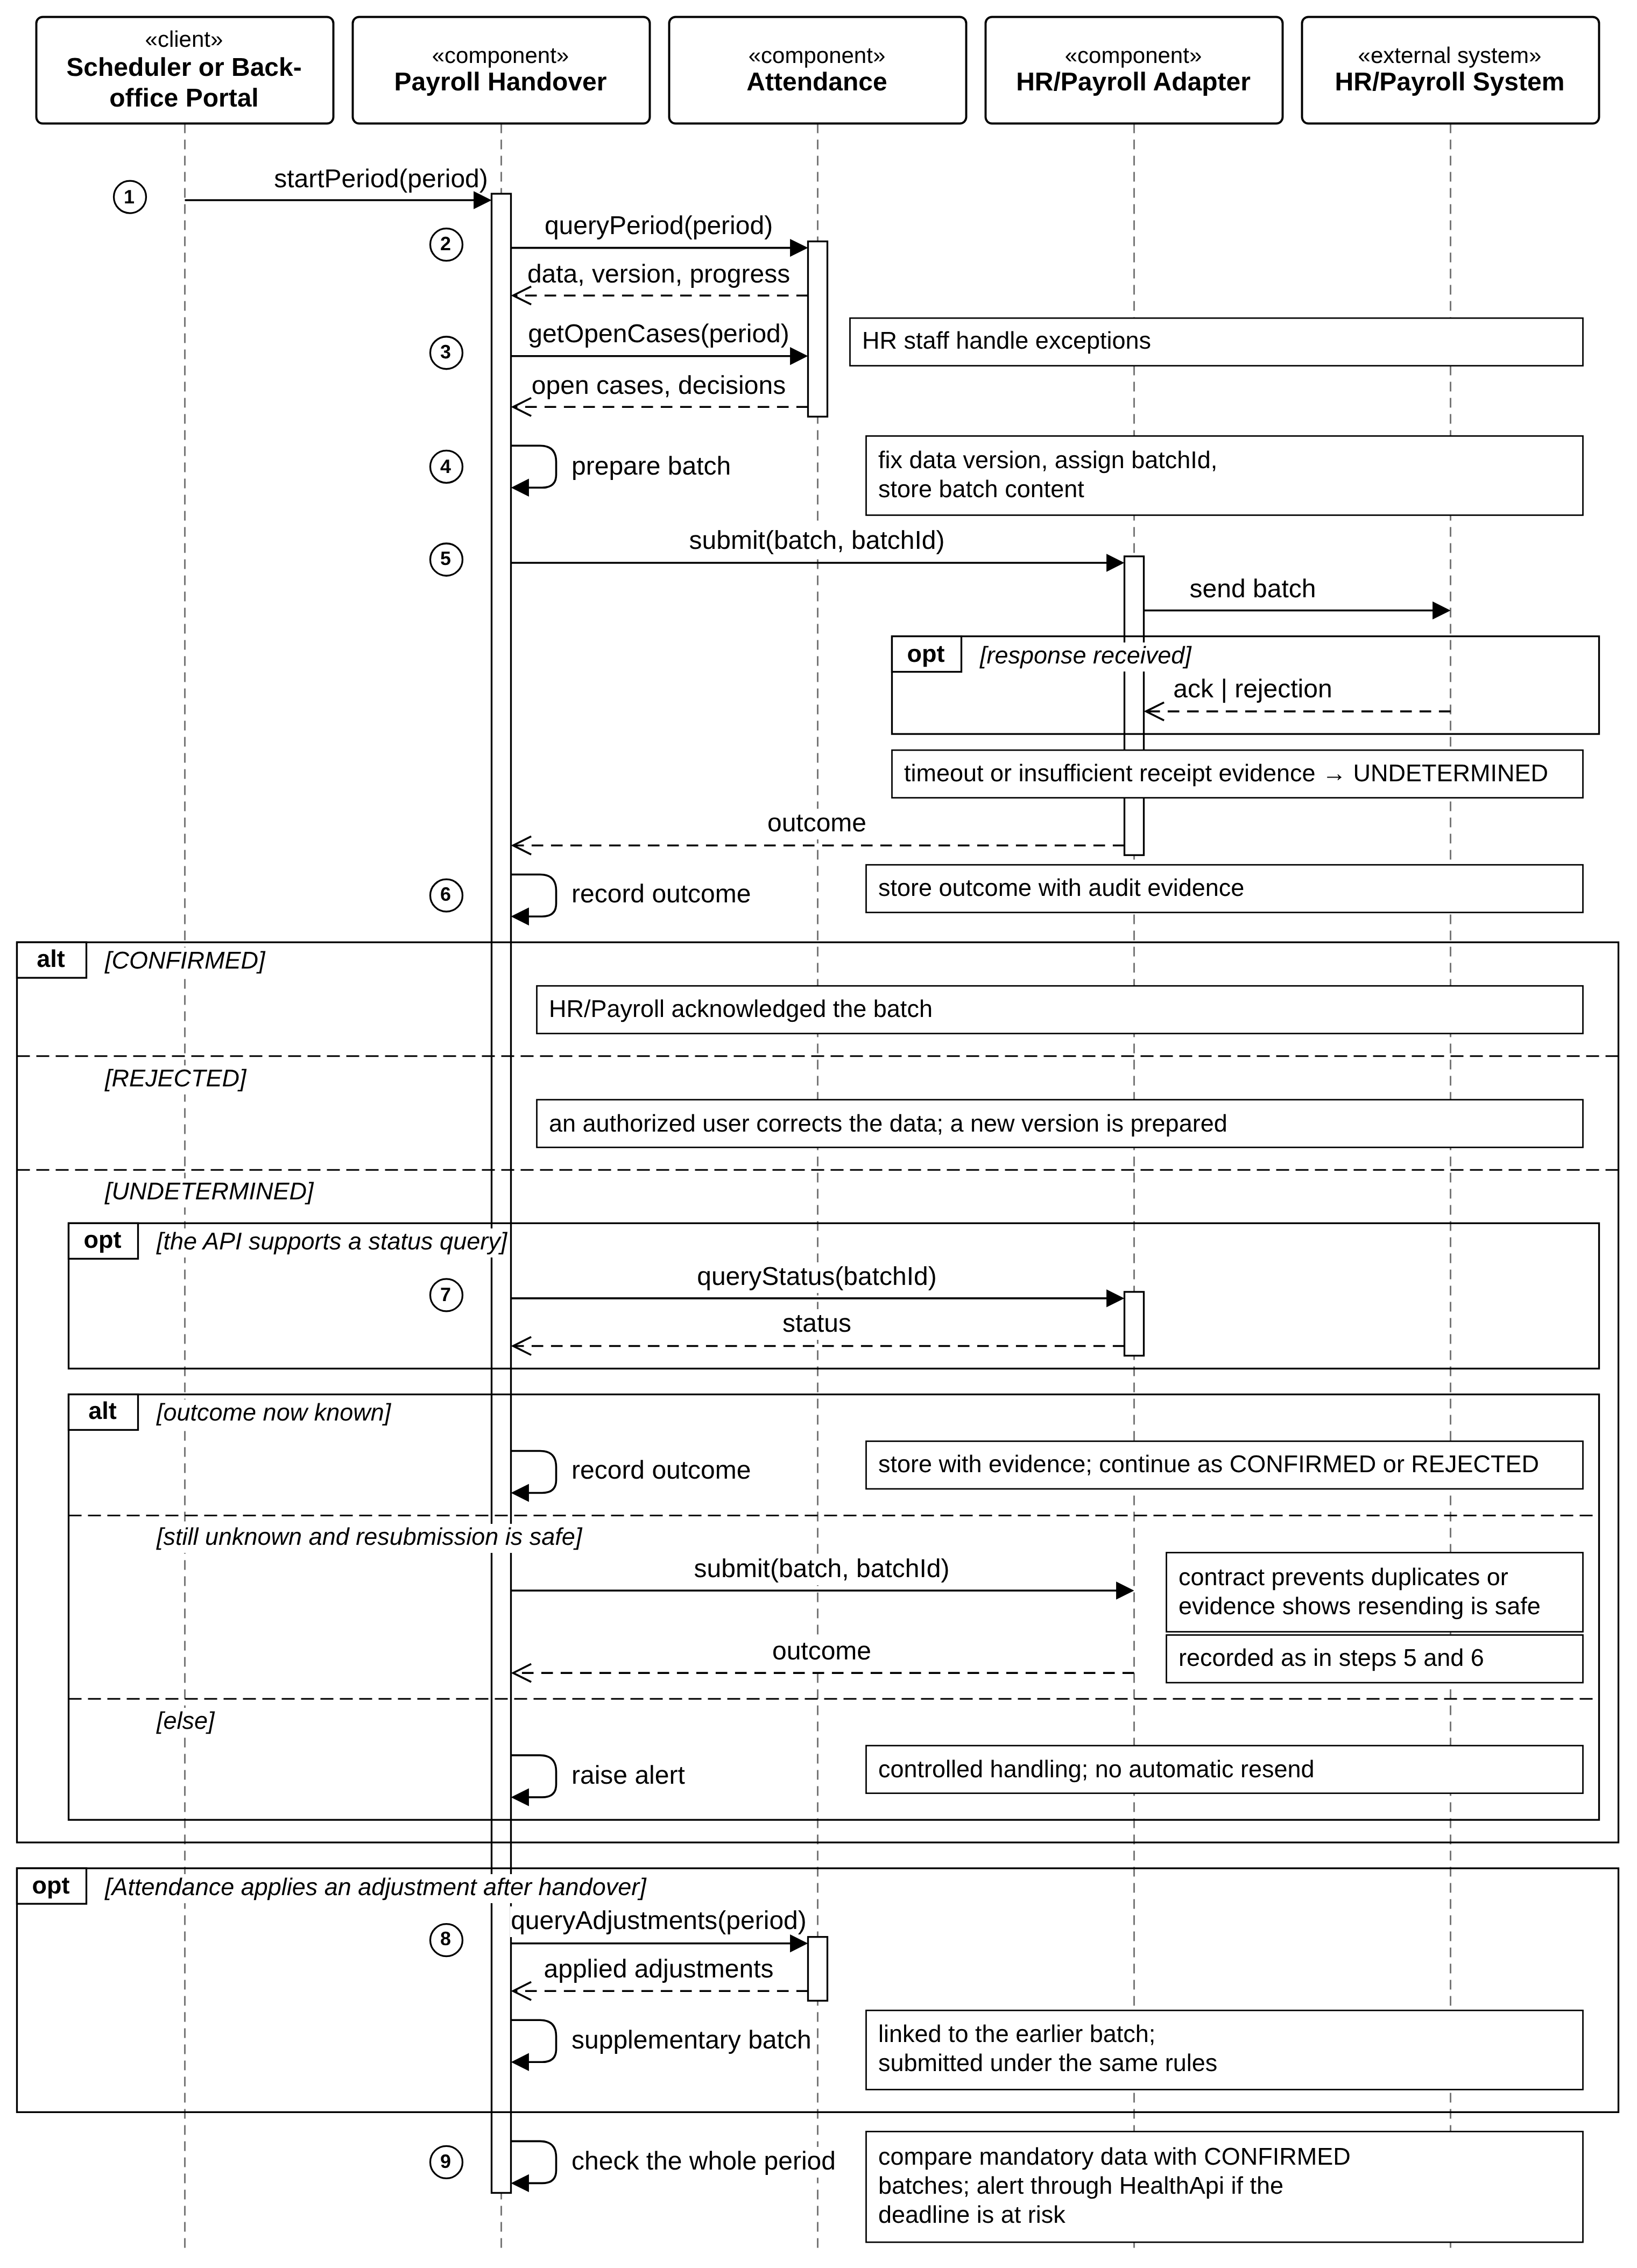 «client»
Scheduler or Back-
office Portal
«component»
Payroll Handover
«component»
Attendance
«component»
HR/Payroll Adapter
«external system»
HR/Payroll System
1
startPeriod(period)
2
queryPeriod(period)
data, version, progress
3
getOpenCases(period)
HR staff handle exceptions
open cases, decisions
4
prepare batch
fix data version, assign batchId,
store batch content
5
submit(batch, batchId)
send batch
opt
[response received]
ack | rejection
timeout or insufficient receipt evidence → UNDETERMINED
outcome
6
record outcome
store outcome with audit evidence
alt
[CONFIRMED]
HR/Payroll acknowledged the batch
[REJECTED]
an authorized user corrects the data; a new version is prepared
[UNDETERMINED]
opt
[the API supports a status query]
7
queryStatus(batchId)
status
alt
[outcome now known]
record outcome
store with evidence; continue as CONFIRMED or REJECTED
[still unknown and resubmission is safe]
submit(batch, batchId)
contract prevents duplicates or
evidence shows resending is safe
outcome
recorded as in steps 5 and 6
[else]
raise alert
controlled handling; no automatic resend
opt
[Attendance applies an adjustment after handover]
8
queryAdjustments(period)
applied adjustments
supplementary batch
linked to the earlier batch;
submitted under the same rules
9
check the whole period
compare mandatory data with CONFIRMED
batches; alert through HealthApi if the
deadline is at risk